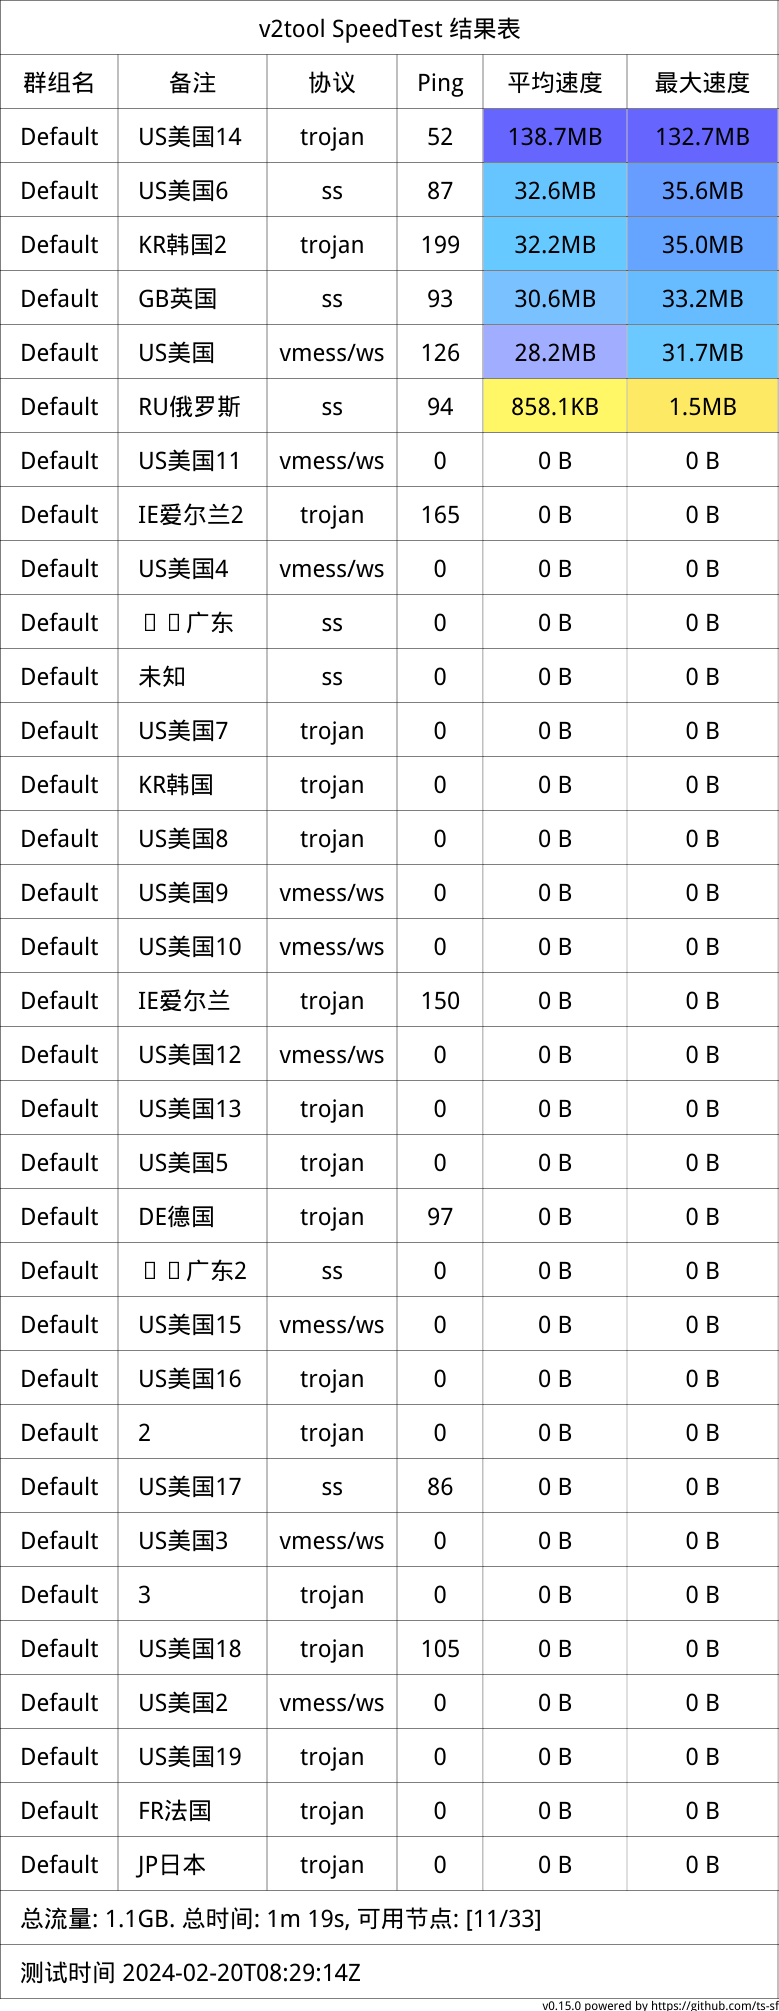 v2tool SpeedTest 结果表
群组名 备注 协议 Ping 平均速度 最大速度
Default US美国14 trojan 52 138.7MB 132.7MB
Default US美国6 ss 87 32.6MB 35.6MB
Default KR韩国2 trojan 199 32.2MB 35.0MB
Default GB英国 ss 93 30.6MB 33.2MB
Default US美国 vmess/ws 126 28.2MB 31.7MB
Default RU俄罗斯 ss 94 858.1KB 1.5MB
Default US美国11 vmess/ws 0 0 B 0 B
Default IE爱尔兰2 trojan 165 0 B 0 B
Default US美国4 vmess/ws 0 0 B 0 B
Default 广东 ss 0 0 B 0 B
Default 未知 ss 0 0 B 0 B
Default US美国7 trojan 0 0 B 0 B
Default KR韩国 trojan 0 0 B 0 B
Default US美国8 trojan 0 0 B 0 B
Default US美国9 vmess/ws 0 0 B 0 B
Default US美国10 vmess/ws 0 0 B 0 B
Default IE爱尔兰 trojan 150 0 B 0 B
Default US美国12 vmess/ws 0 0 B 0 B
Default US美国13 trojan 0 0 B 0 B
Default US美国5 trojan 0 0 B 0 B
Default DE德国 trojan 97 0 B 0 B
Default 广东2 ss 0 0 B 0 B
Default US美国15 vmess/ws 0 0 B 0 B
Default US美国16 trojan 0 0 B 0 B
Default 2 trojan 0 0 B 0 B
Default US美国17 ss 86 0 B 0 B
Default US美国3 vmess/ws 0 0 B 0 B
Default 3 trojan 0 0 B 0 B
Default US美国18 trojan 105 0 B 0 B
Default US美国2 vmess/ws 0 0 B 0 B
Default US美国19 trojan 0 0 B 0 B
Default FR法国 trojan 0 0 B 0 B
Default JP日本 trojan 0 0 B 0 B
总流量: 1.1GB. 总时间: 1m 19s, 可用节点: [11/33]
测试时间 2024-02-20T08:29:14Z
v0.15.0 powered by https://github.com/ts-sf